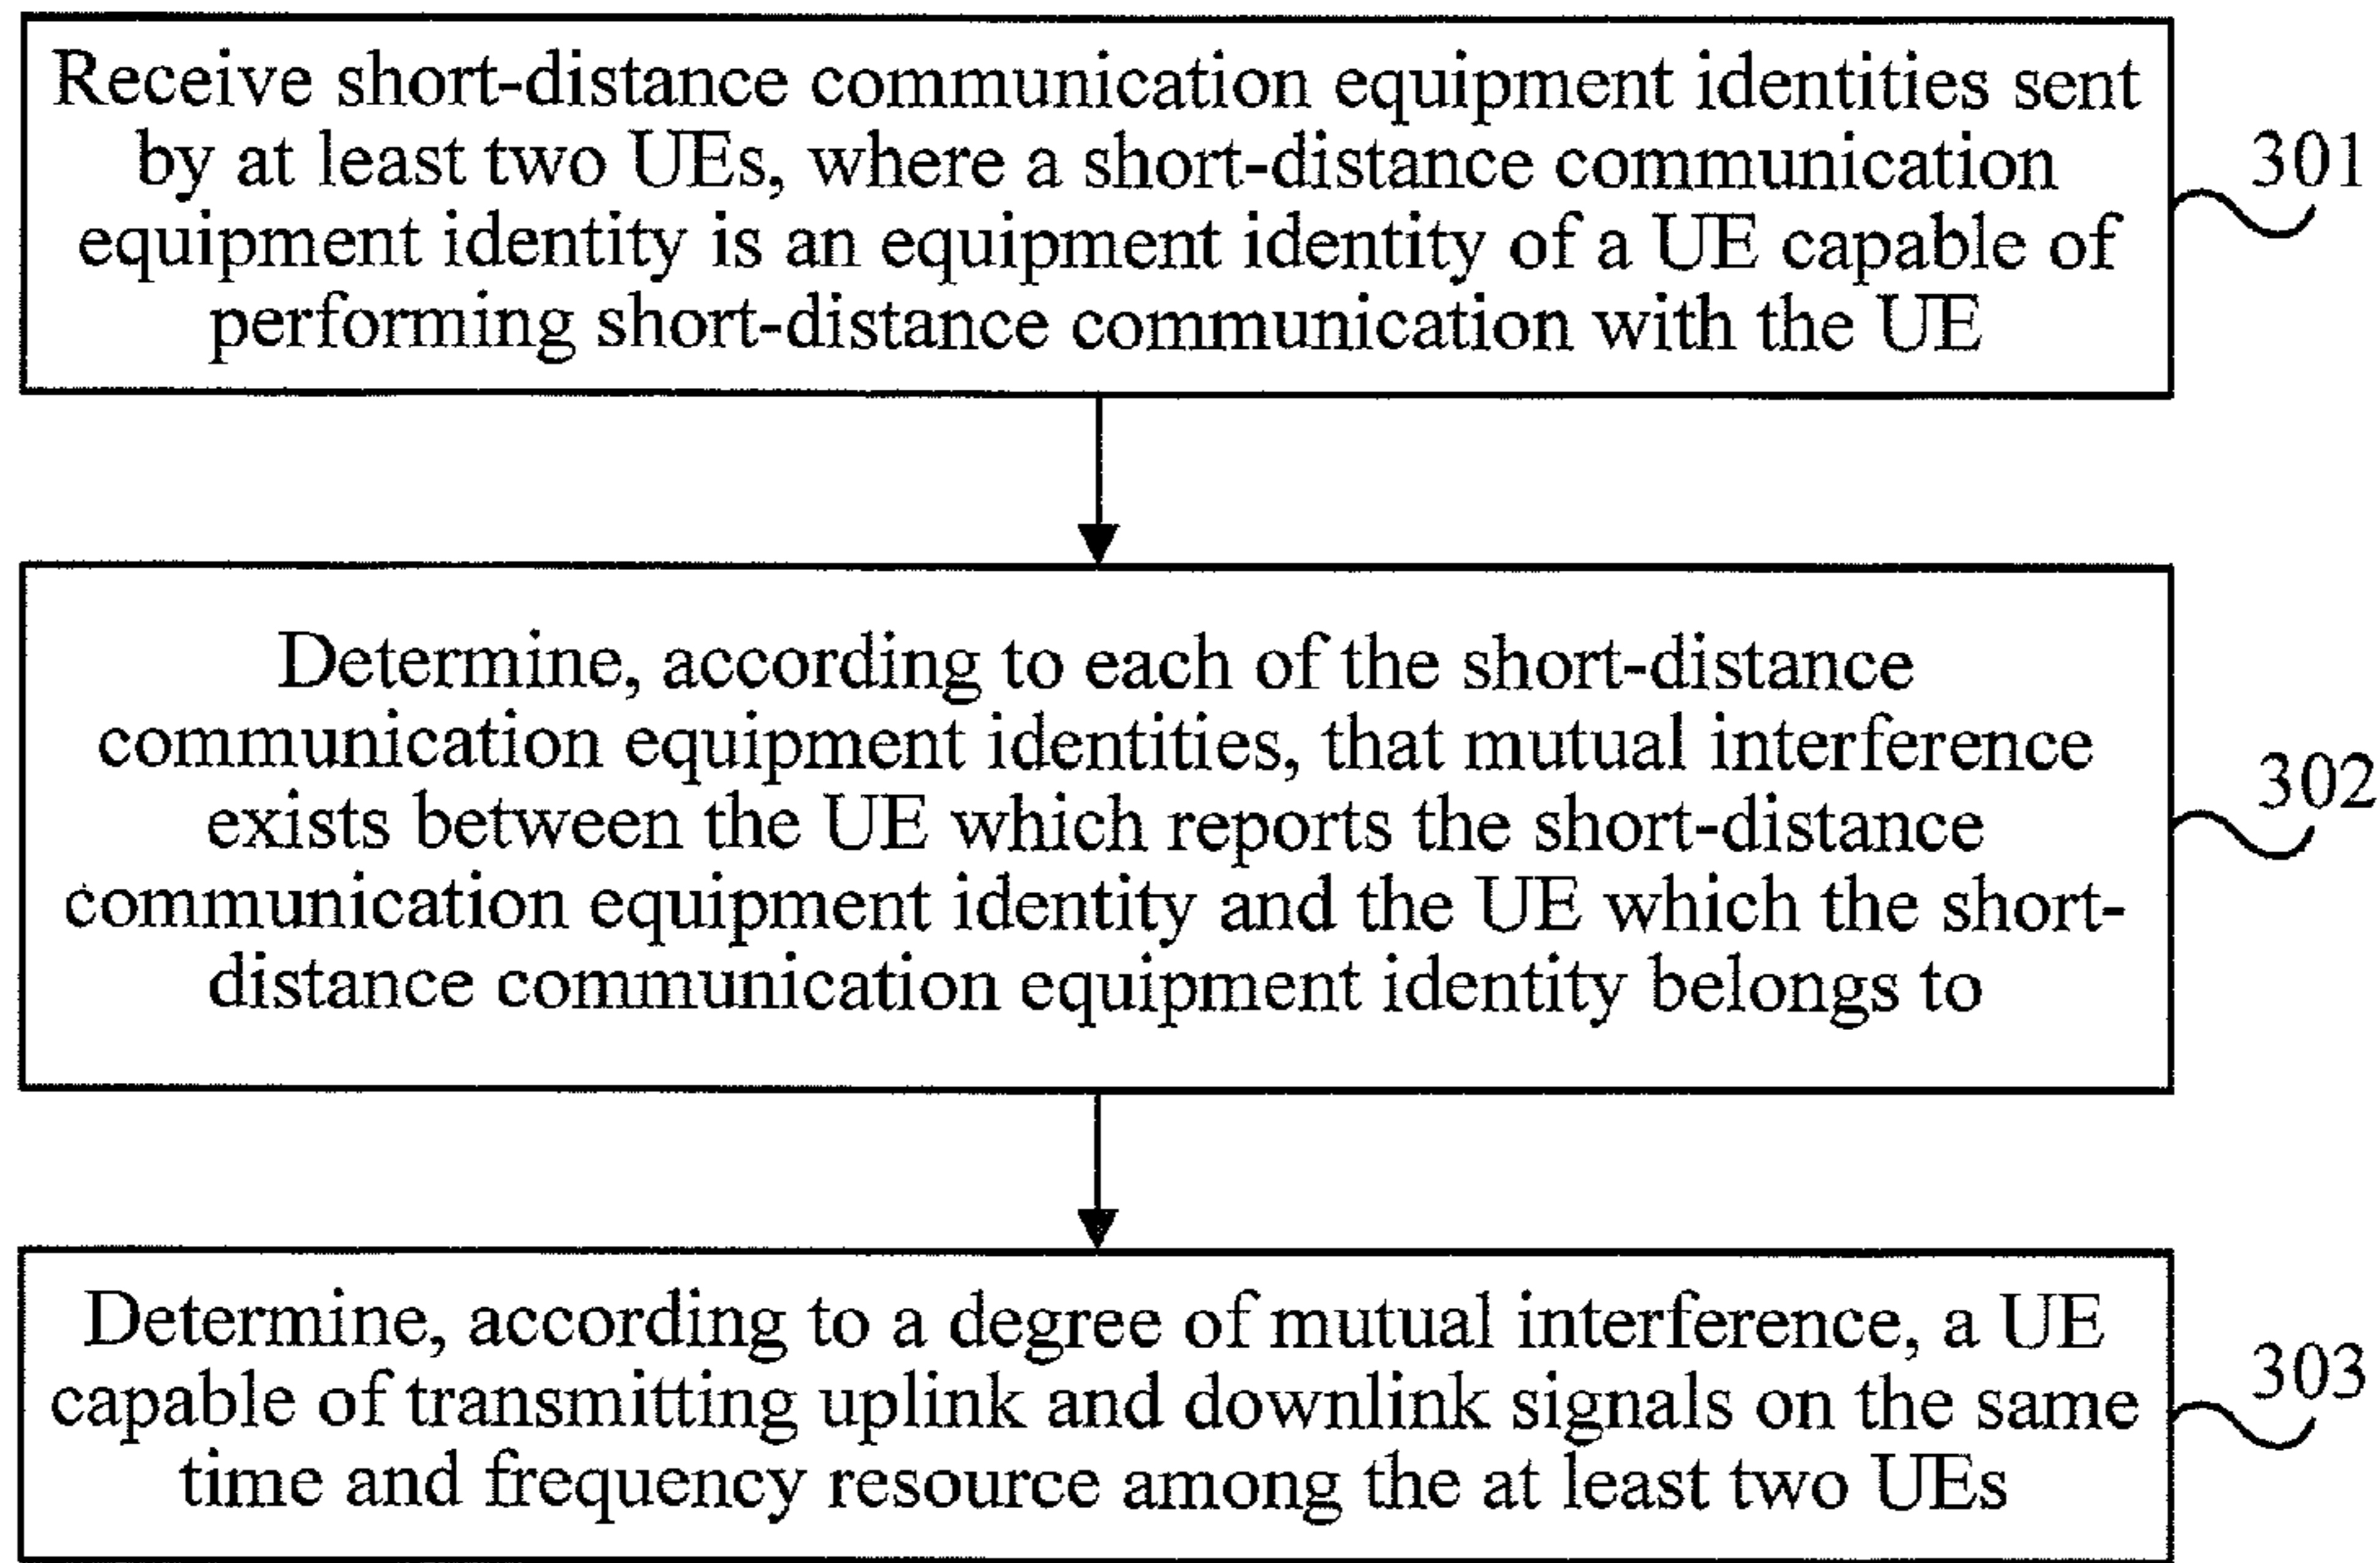 Receive short-distance communication equipment identities sent
by at least two UEs, where a short-distance communication
equipment identity is an equipment identity of a UE capable of
performing short-distance communication with the UE
301
Determine, according to each of the short-distance
communication equipment identities, that mutual interference
exists between the UE which reports the short-distance
communication equipment identity and the UE which the short-
distance communication equipment identity belongs to
302
Determine, according to a degree of mutual interference, a UE
capable of transmitting uplink and downlink signals on the same
time and frequency resource among the at least two UEs
303